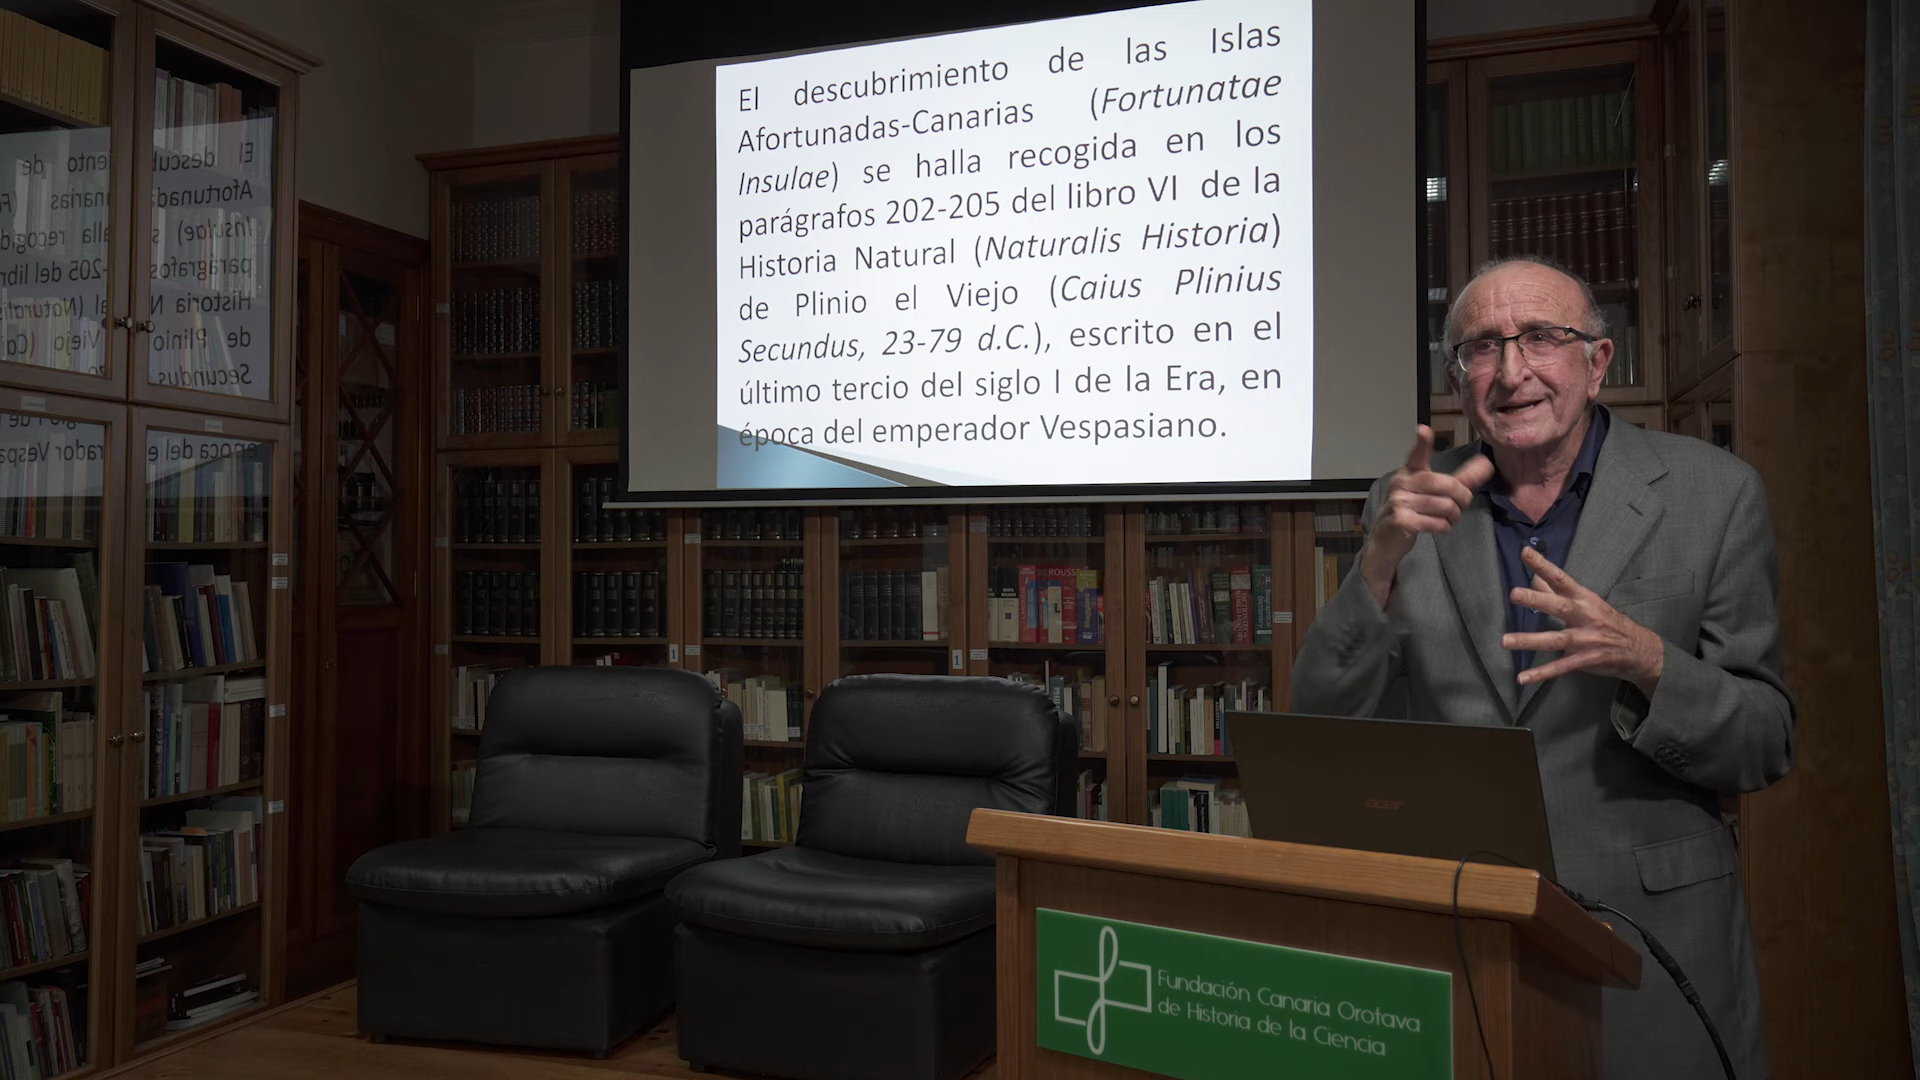 El descubrimiento de las Islas
Afortunadas-Canarias (Fortunatae
Insulae) se halla recogida en los
parágrafos 202-205 del libro VI de la
Historia Natural (Naturalis Historia)
de Plinio el Viejo (Caius Plinius
Secundus, 23-79 d.C.), escrito en el
último tercio del siglo I de la Era, en
época del emperador Vespasiano.
acer
Fundación Canaria Orotava
de Historia de la Ciencia